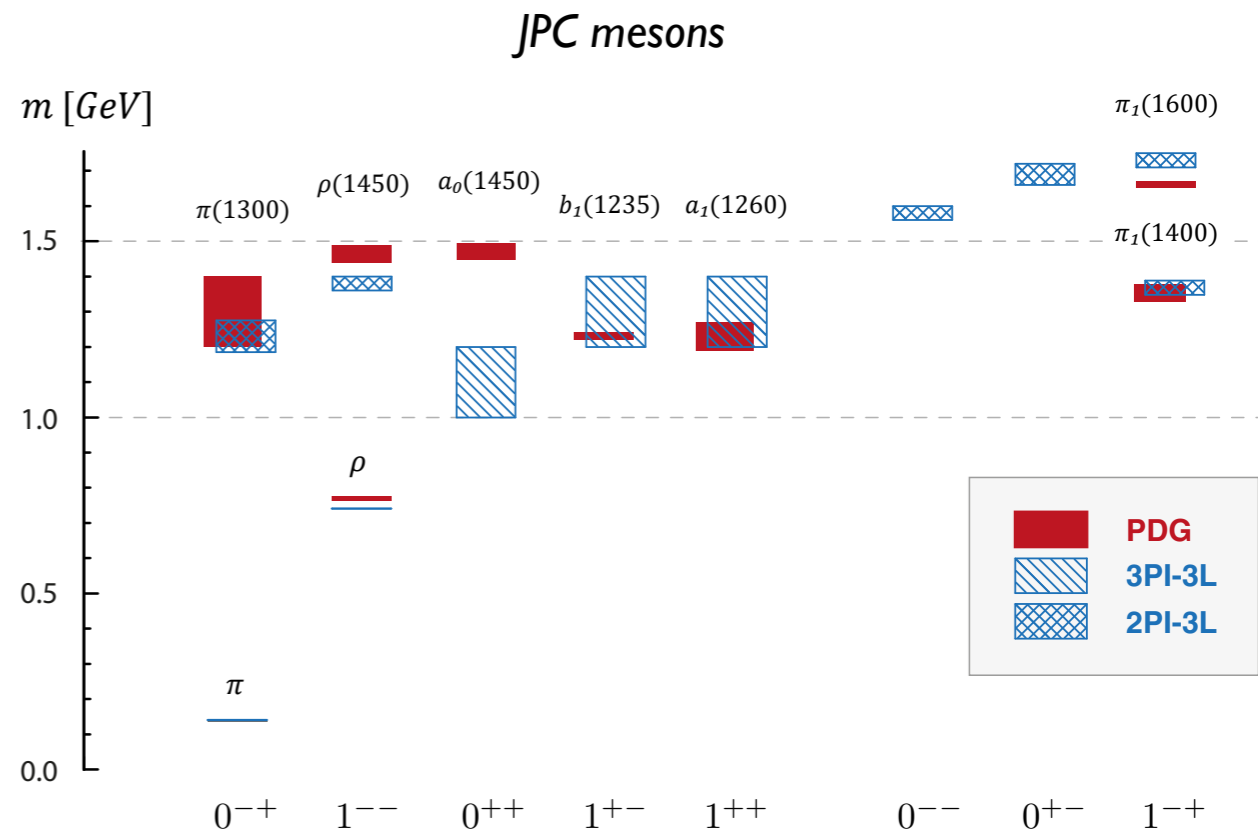 JPC mesons
m [GeV]
π₁(1600)
ρ(1450)
a₀(1450)
π(1300)
b₁(1235)
a₁(1260)
π₁(1400)
1.5
1.0
ρ
0.5
π
0.0
PDG
3PI-3L
2PI-3L
0⁻⁺ 1⁻⁻ 0⁺⁺ 1⁺⁻ 1⁺⁺ 0⁻⁻ 0⁺⁻ 1⁻⁺